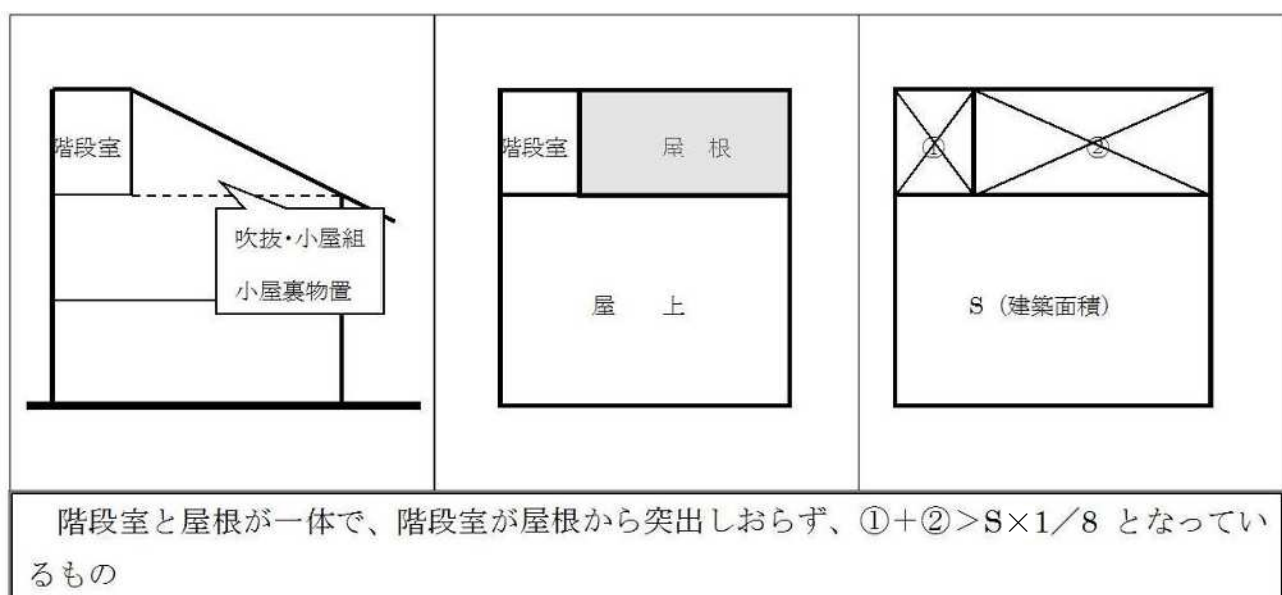 階段室
吹抜・小屋組
小屋裏物置
階段室
屋 根
屋 上
①
②
S (建築面積)
階段室と屋根が一体で、階段室が屋根から突出しおらず、①+②>S×1/8 となってい
るもの